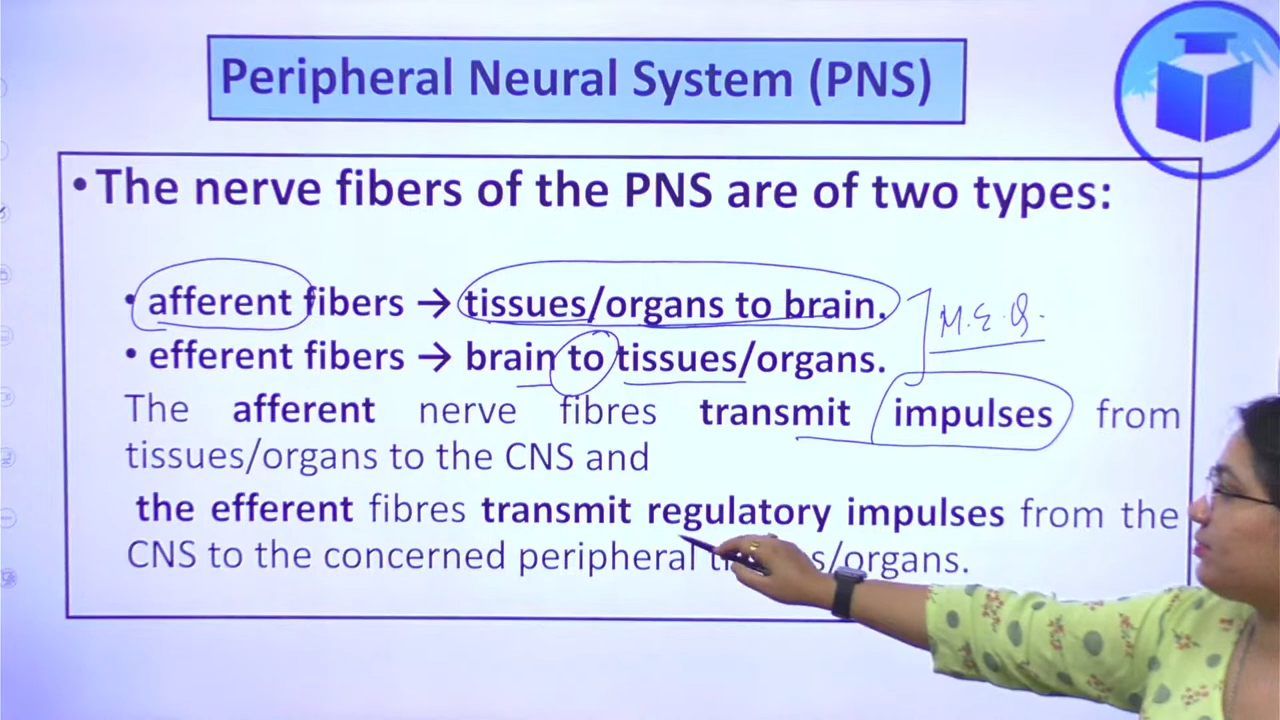 Peripheral Neural System (PNS)
• The nerve fibers of the PNS are of two types:
• afferent fibers → tissues/organs to brain.
M.E.Q.
• efferent fibers → brain to tissues/organs.
The afferent nerve fibres transmit impulses from
tissues/organs to the CNS and
the efferent fibres transmit regulatory impulses from the
CNS to the concerned peripheral s/organs.